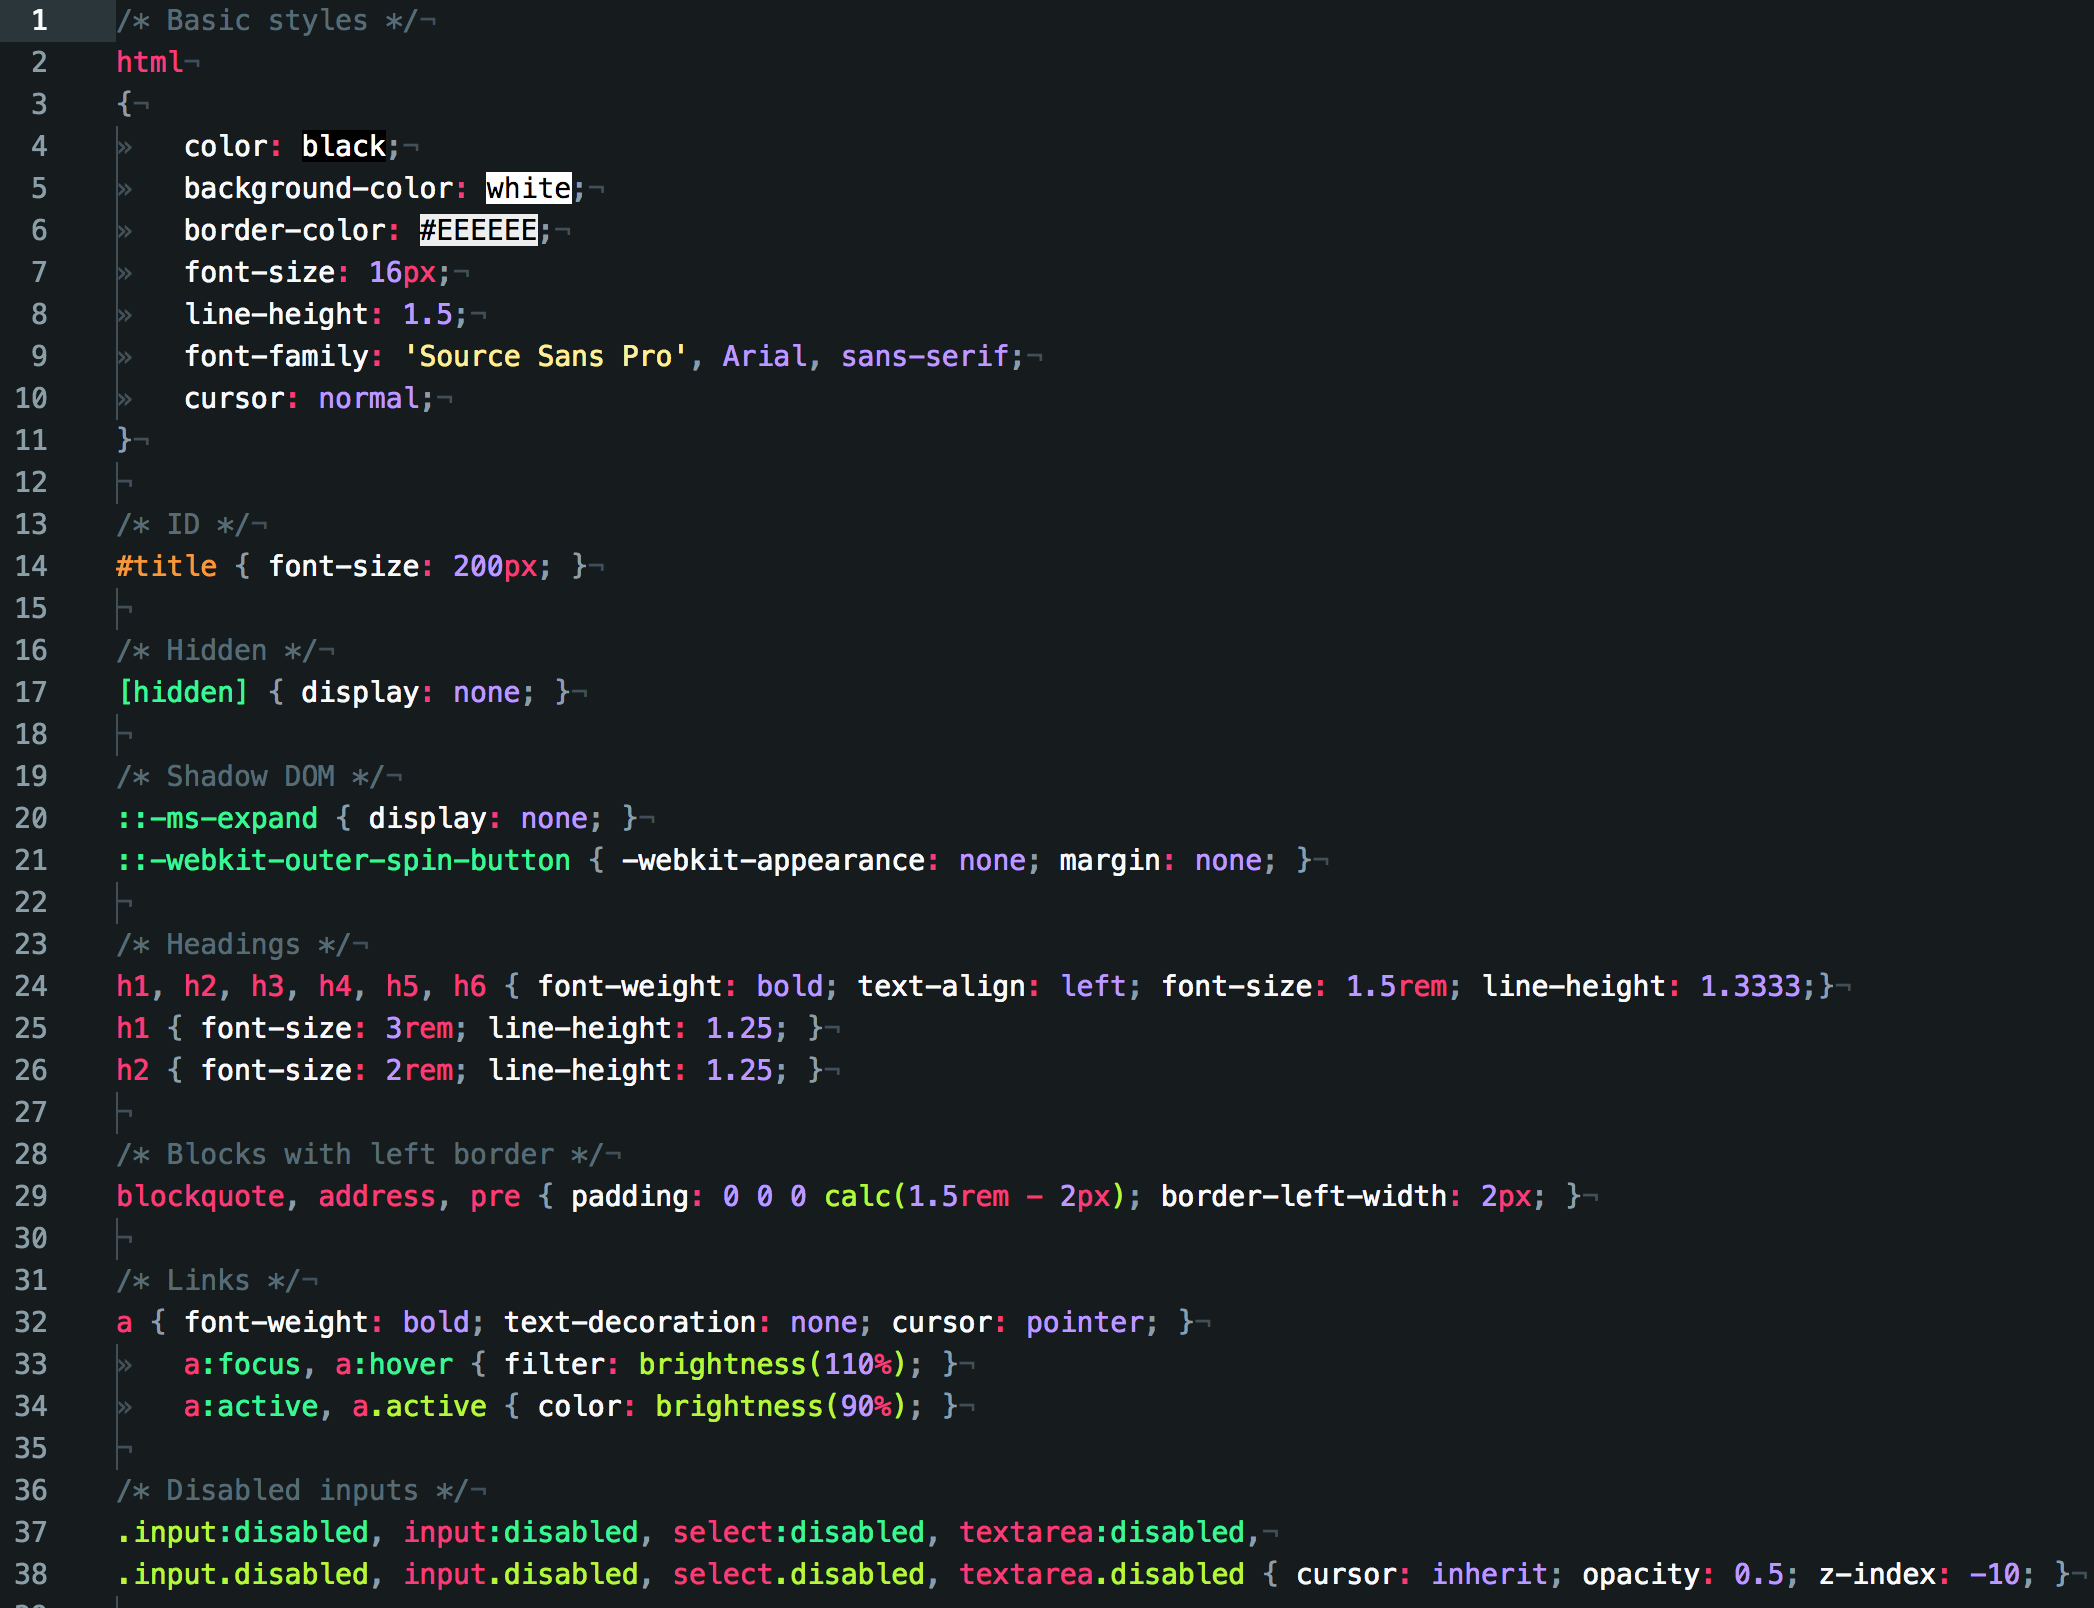 1 /* Basic styles */¬
2 html¬
3 {¬
4 » color: black;¬
5 » background-color: white;¬
6 » border-color: #EEEEEE;¬
7 » font-size: 16px;¬
8 » line-height: 1.5;¬
9 » font-family: 'Source Sans Pro', Arial, sans-serif;¬
10 » cursor: normal;¬
11 }¬
12 ¬
13 /* ID */¬
14 #title { font-size: 200px; }¬
15 ¬
16 /* Hidden */¬
17 [hidden] { display: none; }¬
18 ¬
19 /* Shadow DOM */¬
20 ::-ms-expand { display: none; }¬
21 ::-webkit-outer-spin-button { -webkit-appearance: none; margin: none; }¬
22 ¬
23 /* Headings */¬
24 h1, h2, h3, h4, h5, h6 { font-weight: bold; text-align: left; font-size: 1.5rem; line-height: 1.3333;}¬
25 h1 { font-size: 3rem; line-height: 1.25; }¬
26 h2 { font-size: 2rem; line-height: 1.25; }¬
27 ¬
28 /* Blocks with left border */¬
29 blockquote, address, pre { padding: 0 0 0 calc(1.5rem - 2px); border-left-width: 2px; }¬
30 ¬
31 /* Links */¬
32 a { font-weight: bold; text-decoration: none; cursor: pointer; }¬
33 » a:focus, a:hover { filter: brightness(110%); }¬
34 » a:active, a.active { color: brightness(90%); }¬
35 ¬
36 /* Disabled inputs */¬
37 .input:disabled, input:disabled, select:disabled, textarea:disabled,¬
38 .input.disabled, input.disabled, select.disabled, textarea.disabled { cursor: inherit; opacity: 0.5; z-index: -10; }¬